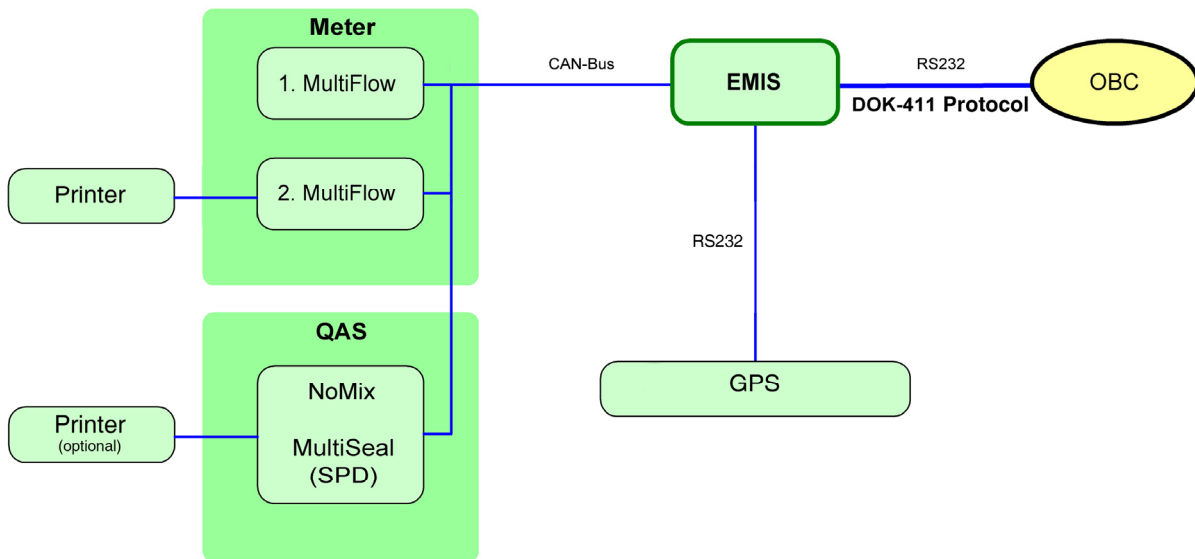 Meter
1. MultiFlow
CAN-Bus
EMIS
RS232
DOK-411 Protocol
OBC
Printer
2. MultiFlow
RS232
QAS
GPS
NoMix
Printer
(optional)
MultiSeal
(SPD)